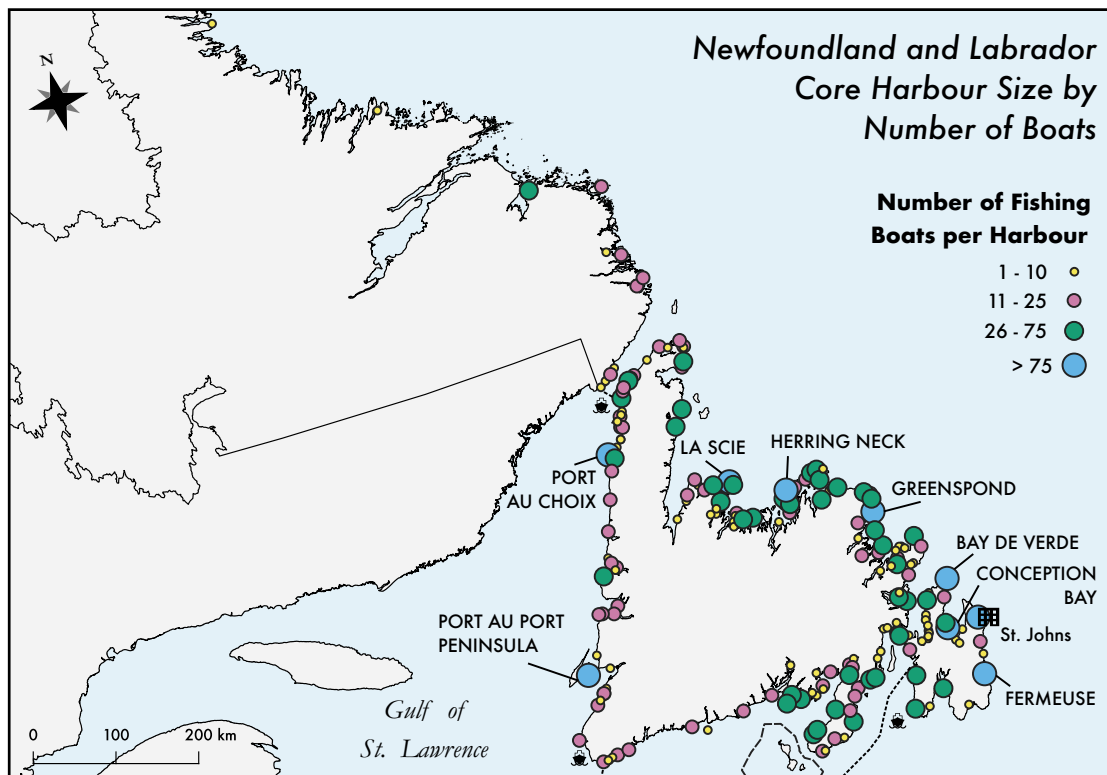 N
Newfoundland and Labrador
Core Harbour Size by
Number of Boats
Number of Fishing
Boats per Harbour
1 - 10
11 - 25
26 - 75
> 75
LA SCIE
HERRING NECK
PORT
AU CHOIX
GREENSPOND
BAY DE VERDE
CONCEPTION
BAY
PORT AU PORT
PENINSULA
St. Johns
FERMEUSE
Gulf of
St. Lawrence
0 100 200 km